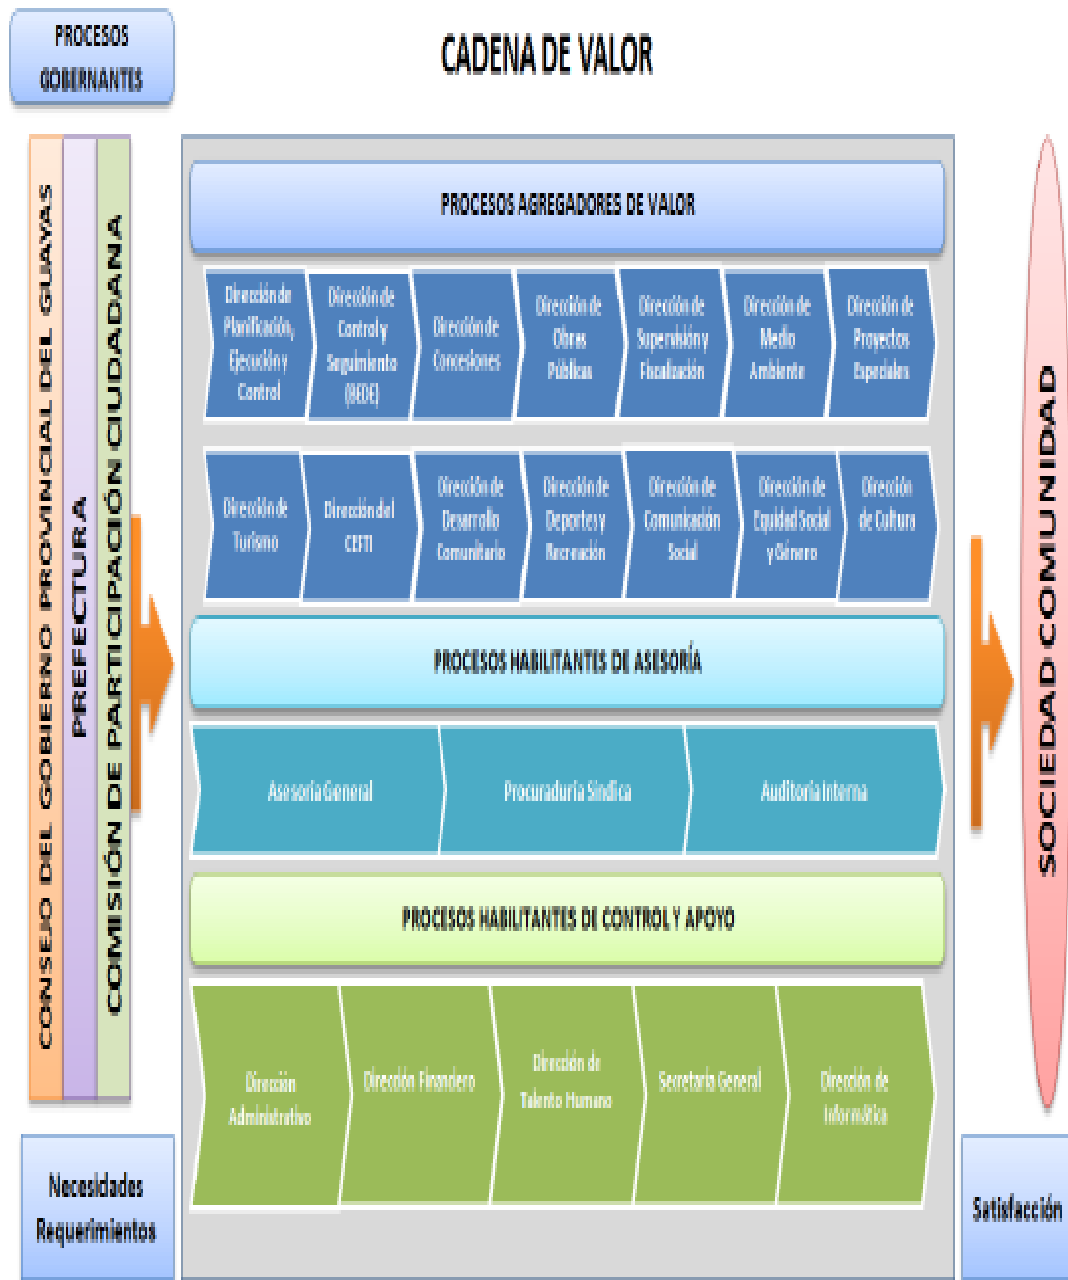 PROCESOS
GOBERNANTES
CADENA DE VALOR
CONSEJO DEL GOBIERNO PROVINCIAL DEL GUAYAS
PREFECTURA
COMISIÓN DE PARTICIPACIÓN CIUDADANA
PROCESOS AGREGADORES DE VALOR
Dirección de
Planificación,
Ejecución y
Control
Dirección de
Control y
Seguimiento
(BEDE)
Dirección de
Concesiones
Dirección de
Obras
Públicas
Dirección de
Supervisión y
Fiscalización
Dirección de
Medio
Ambiente
Dirección de
Proyectos
Especiales
Dirección de
Turismo
Dirección del
CEFTI
Dirección de
Desarrollo
Comunitario
Dirección de
Deportes y
Recreación
Dirección de
Comunicación
Social
Dirección de
Equidad Social
y Género
Dirección
de Cultura
PROCESOS HABILITANTES DE ASESORÍA
Asesoría General
Procuraduría Síndica
Auditoría Interna
PROCESOS HABILITANTES DE CONTROL Y APOYO
Dirección
Administrativo
Dirección Financiero
Dirección de
Talento Humano
Secretaría General
Dirección de
Informática
SOCIEDAD COMUNIDAD
Necesidades
Requerimientos
Satisfacción